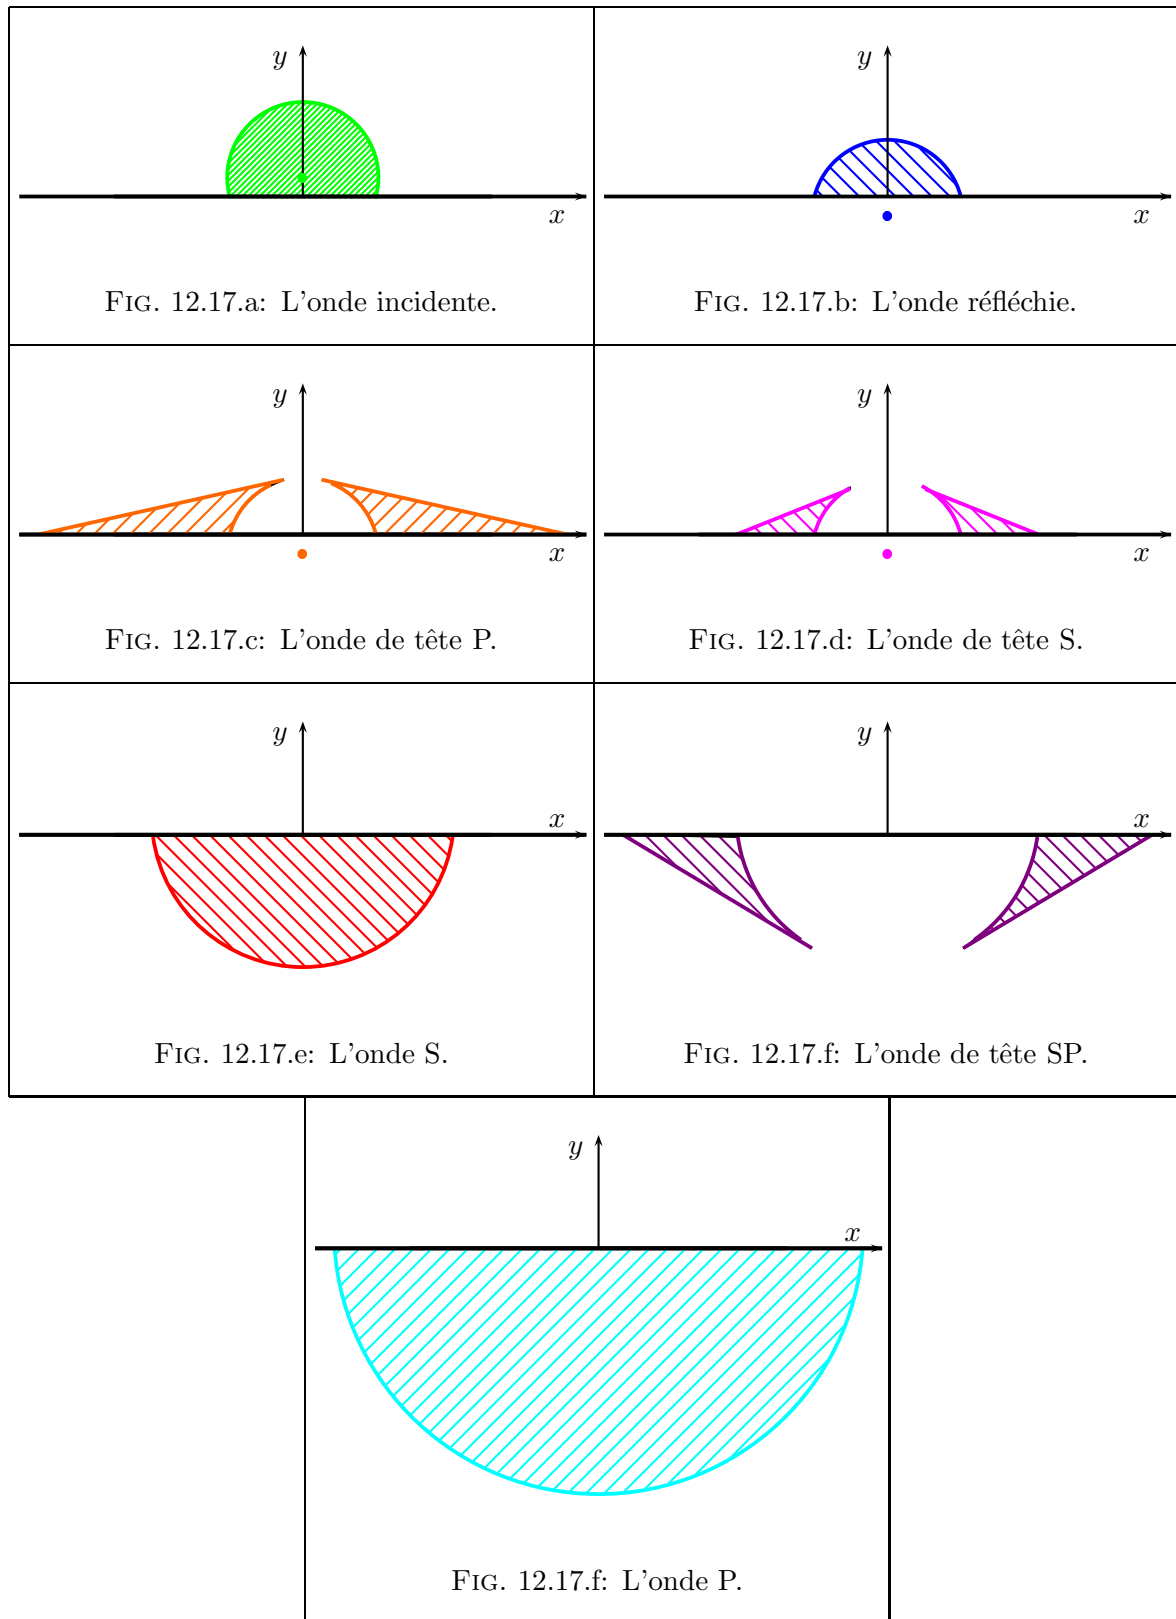 y
x
FIG. 12.17.a: L'onde incidente.
y
x
FIG. 12.17.b: L'onde réfléchie.
y
x
FIG. 12.17.c: L'onde de tête P.
y
x
FIG. 12.17.d: L'onde de tête S.
y
x
FIG. 12.17.e: L'onde S.
y
x
FIG. 12.17.f: L'onde de tête SP.
y
x
FIG. 12.17.f: L'onde P.